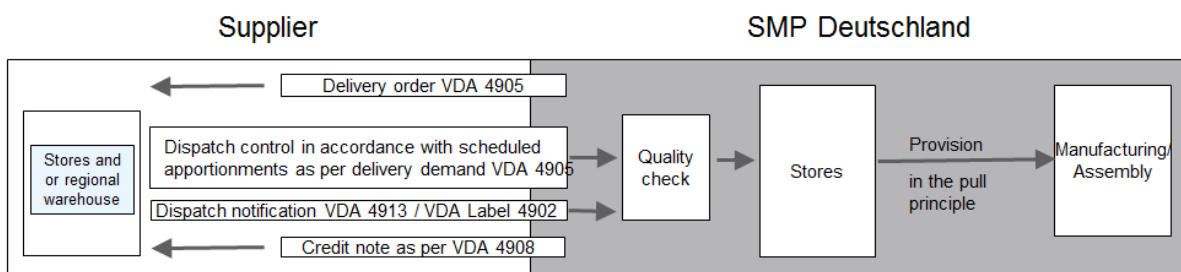 Supplier
SMP Deutschland
Delivery order VDA 4905
Stores and
or regional
warehouse
Dispatch control in accordance with scheduled
apportionments as per delivery demand VDA 4905
Dispatch notification VDA 4913 / VDA Label 4902
Credit note as per VDA 4908
Quality
check
Stores
Provision
in the pull
principle
Manufacturing/
Assembly